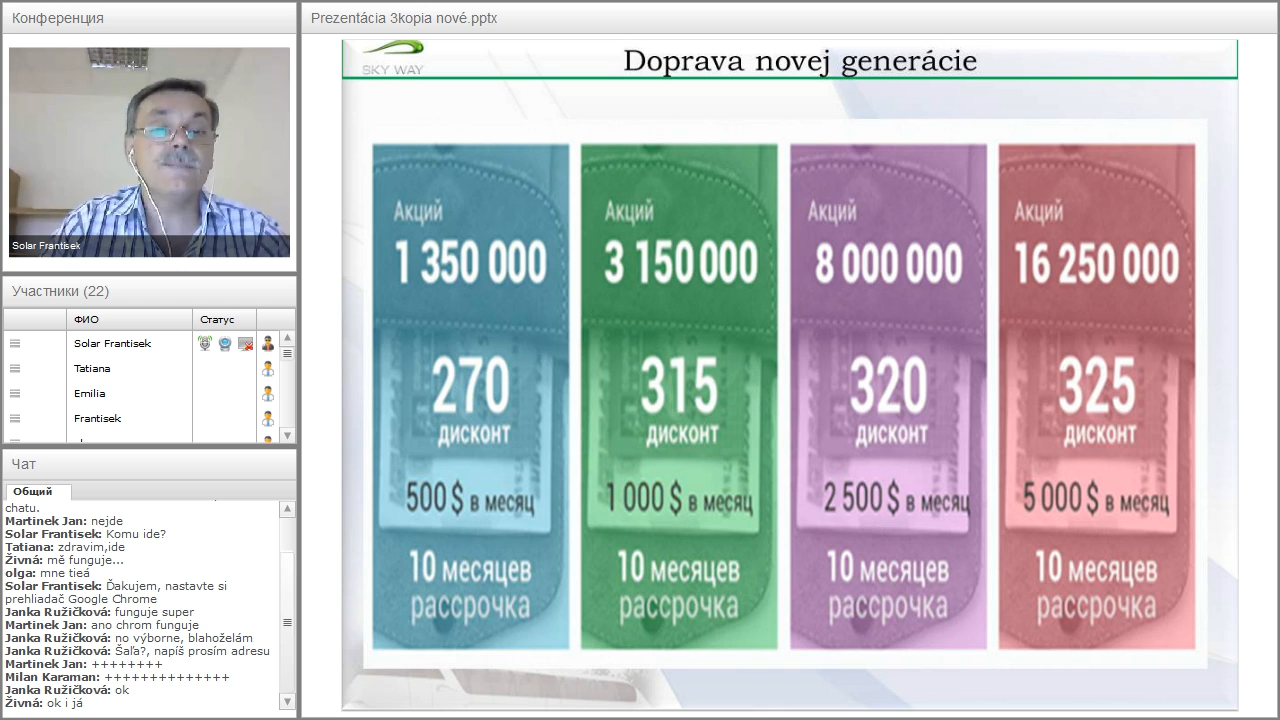 Конференция
Solar Frantisek
Участники (22)
ФИО
Статус
Solar Frantisek
Tatiana
Emilia
Frantisek
Чат
Общий
chatu.
Martinek Jan: nejde
Solar Frantisek: Komu ide?
Tatiana: zdravim,ide
Živná: mě funguje...
olga: mne tieå
Solar Frantisek: Ďakujem, nastavte si
prehliadač Google Chrome
Janka Ružičková: funguje super
Martinek Jan: ano chrom funguje
Janka Ružičková: no výborne, blahoželám
Janka Ružičková: Šaľa?, napíš prosím adresu
Martinek Jan: ++++++++
Milan Karaman: ++++++++++++++
Janka Ružičková: ok
Živná: ok i já
Prezentácia 3kopia nové.pptx
SKY WAY
Doprava novej generácie
Акций
1 350 000
270
дисконт
500 $ в месяц
10 месяцев
рассрочка
Акций
3 150 000
315
дисконт
1 000 $ в месяц
10 месяцев
рассрочка
Акций
8 000 000
320
дисконт
2 500 $ в месяц
10 месяцев
рассрочка
Акций
16 250 000
325
дисконт
5 000 $ в месяц
10 месяцев
рассрочка